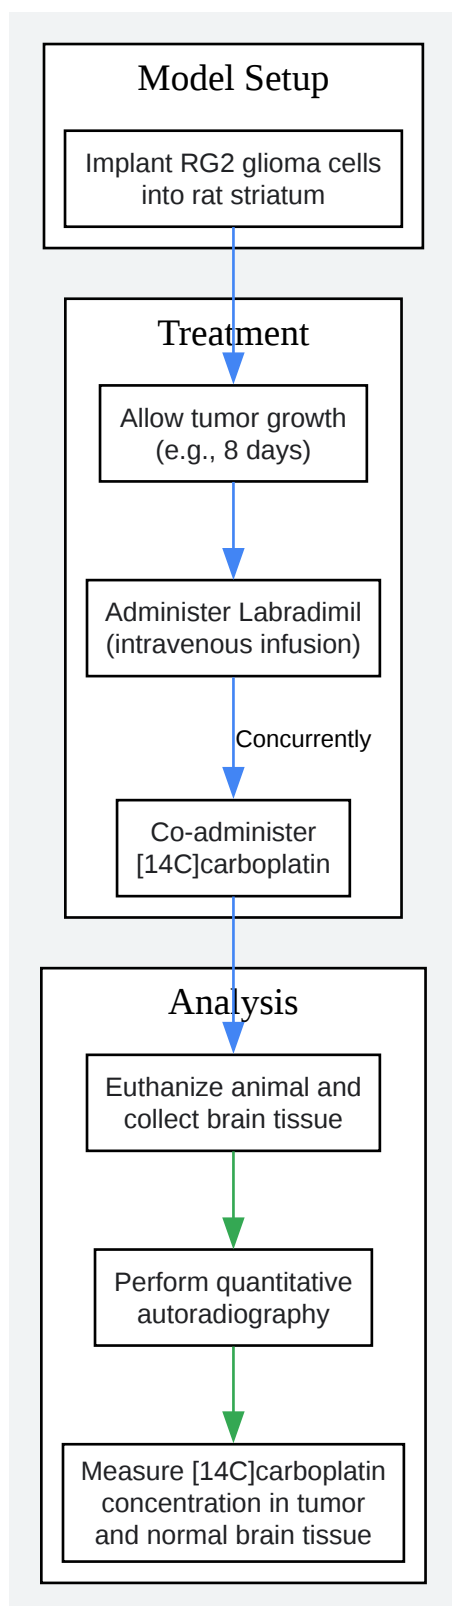 Model Setup
Implant RG2 glioma cells
into rat striatum
Treatment
Allow tumor growth
(e.g., 8 days)
Administer Labradimil
(intravenous infusion)
Concurrently
Co-administer
[14C]carboplatin
Analysis
Euthanize animal and
collect brain tissue
Perform quantitative
autoradiography
Measure [14C]carboplatin
concentration in tumor
and normal brain tissue